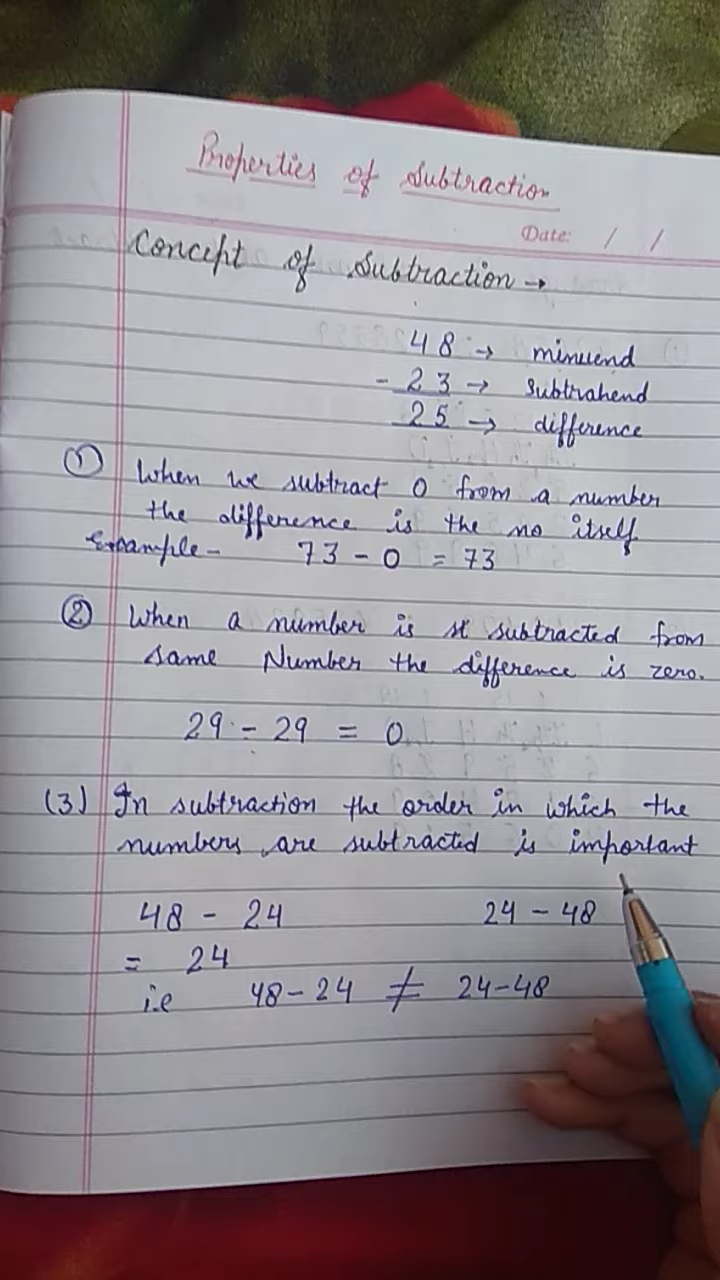 Properties of Subtraction
Date: / /
Concept of Subtraction →
48 → minuend
- 23 → Subtrahend
25 → difference
(1) When we subtract 0 from a number
the difference is the no itself
Example - 73 - 0 = 73
(2) When a number is st subtracted from
same Number the difference is zero.
29 - 29 = 0
(3) In subtraction the order in which the
numbers are subtracted is important
48 - 24 24 - 48
= 24
i.e 48 - 24 ≠ 24 - 48